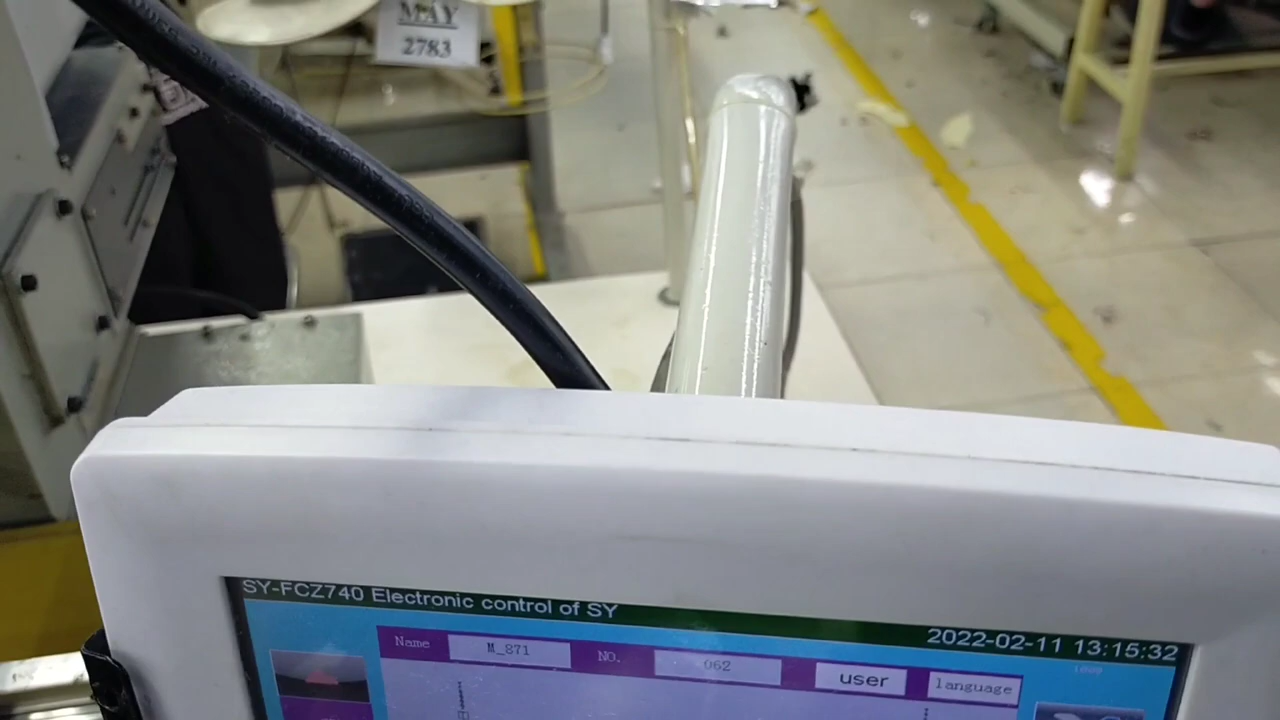 MAY
2783
SY-FCZ740 Electronic control of SY
2022-02-11 13:15:32
Name M_871 NO. 062 user language